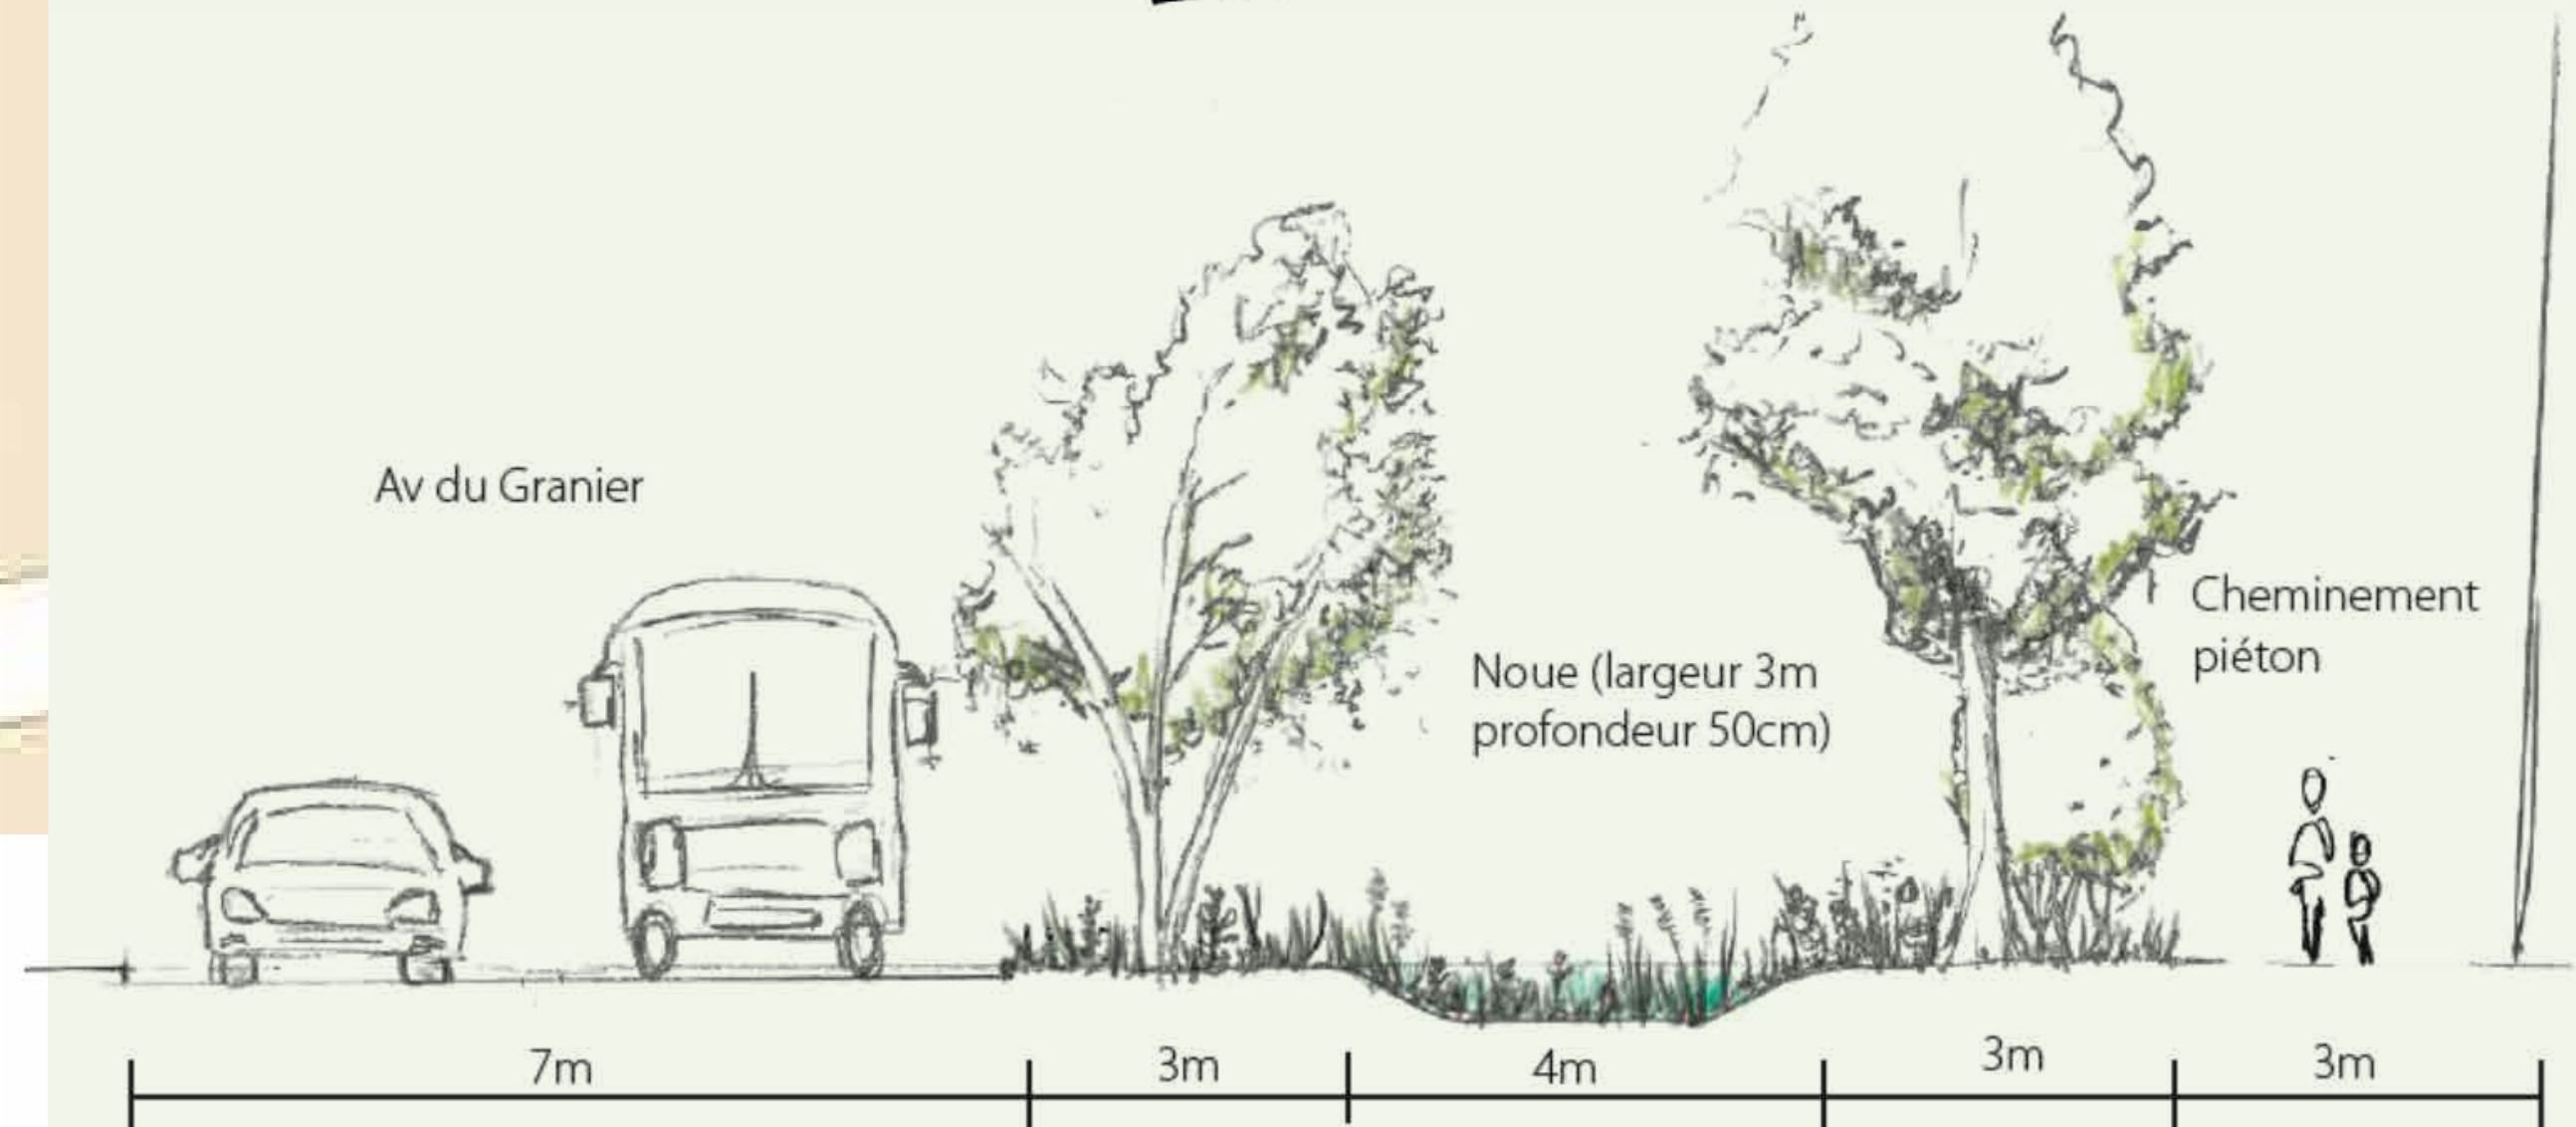 Av du Granier
Cheminement
piéton
Noue (largeur 3m
profondeur 50cm)
7m
3m
4m
3m
3m